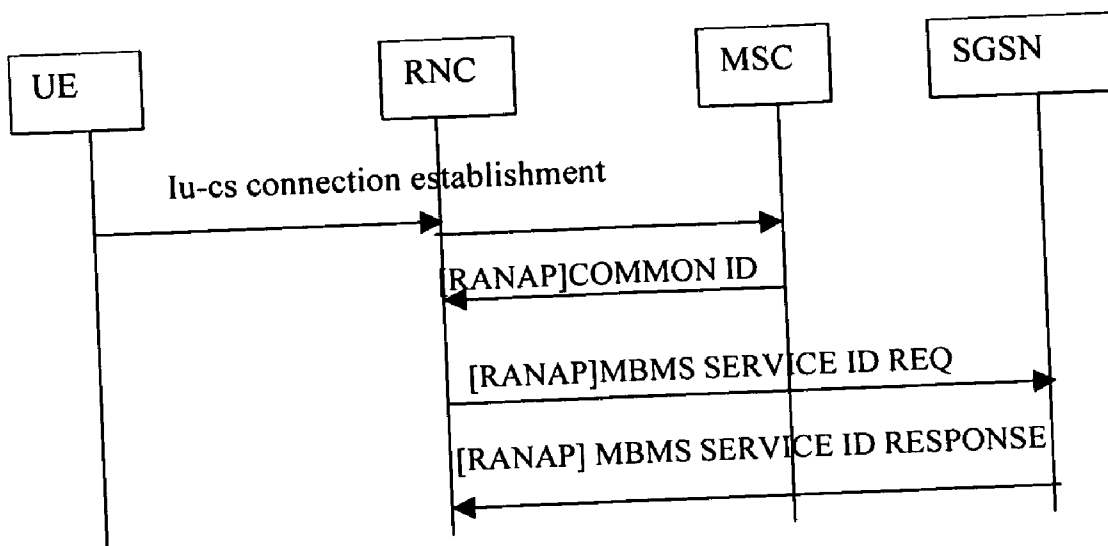 UE
RNC
MSC
SGSN
Iu-cs connection establishment
[RANAP]COMMON ID
[RANAP]MBMS SERVICE ID REQ
[RANAP] MBMS SERVICE ID RESPONSE